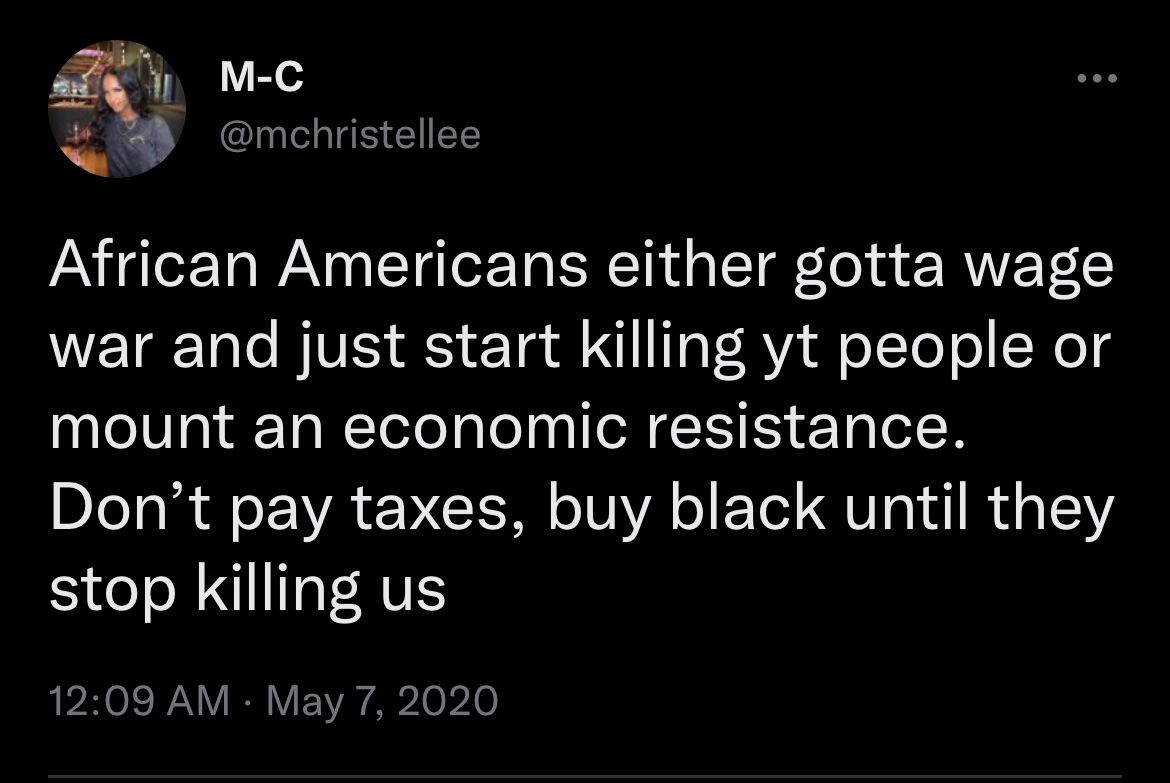 M-C
@mchristellee
African Americans either gotta wage
war and just start killing yt people or
mount an economic resistance.
Don’t pay taxes, buy black until they
stop killing us
12:09 AM · May 7, 2020